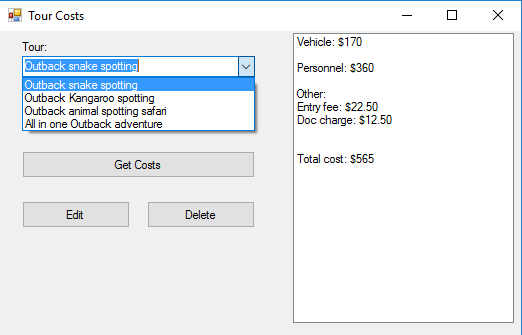 Tour Costs
Tour:
Outback snake spotting
Outback snake spotting
Outback Kangaroo spotting
Outback animal spotting safari
All in one Outback adventure
Get Costs
Edit
Delete
Vehicle: $170
Personnel: $360
Other:
Entry fee: $22.50
Doc charge: $12.50
Total cost: $565